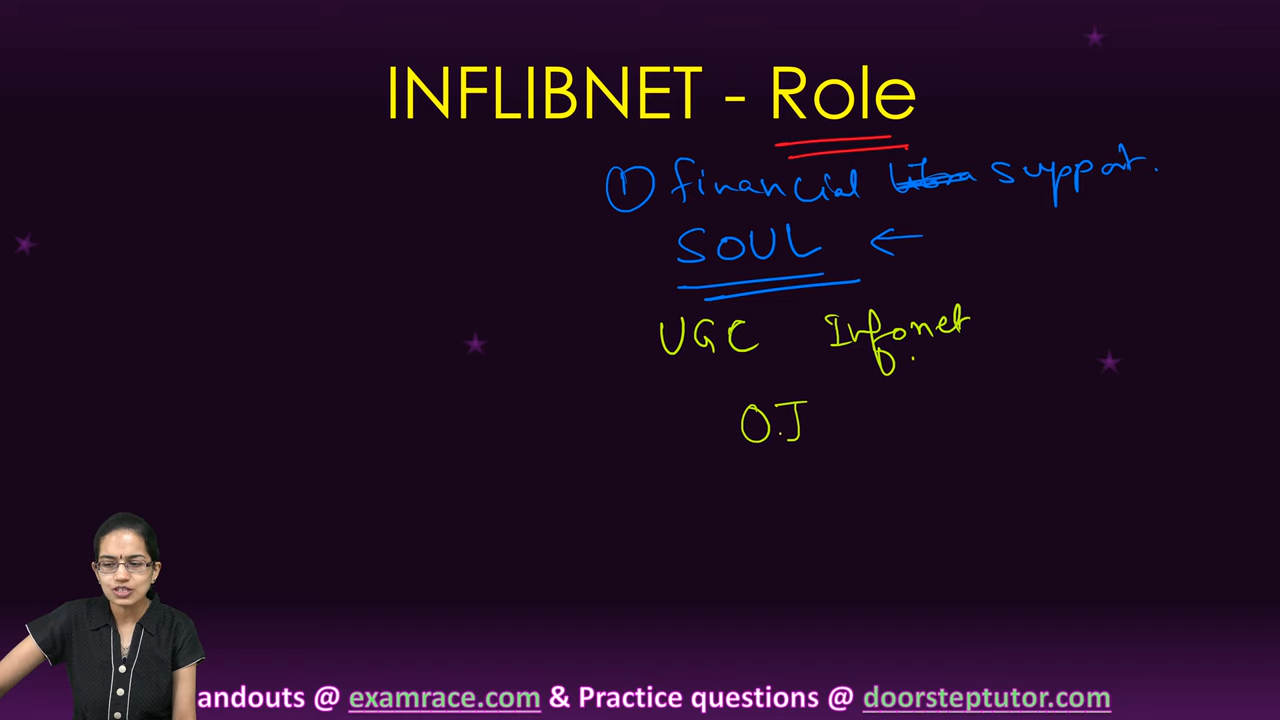 INFLIBNET - Role
① financial support.
SOUL ←
UGC Infonet
O.J
andouts @ examrace.com & Practice questions @ doorsteptutor.com